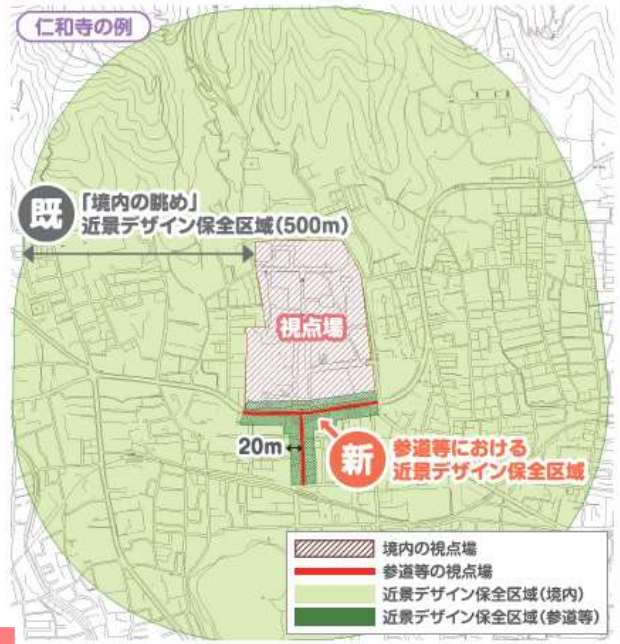 仁和寺の例
既
「境内の眺め」
近景デザイン保全区域(500m)
視点場
20m
新
参道等における
近景デザイン保全区域
境内の視点場
参道等の視点場
近景デザイン保全区域(境内)
近景デザイン保全区域(参道等)